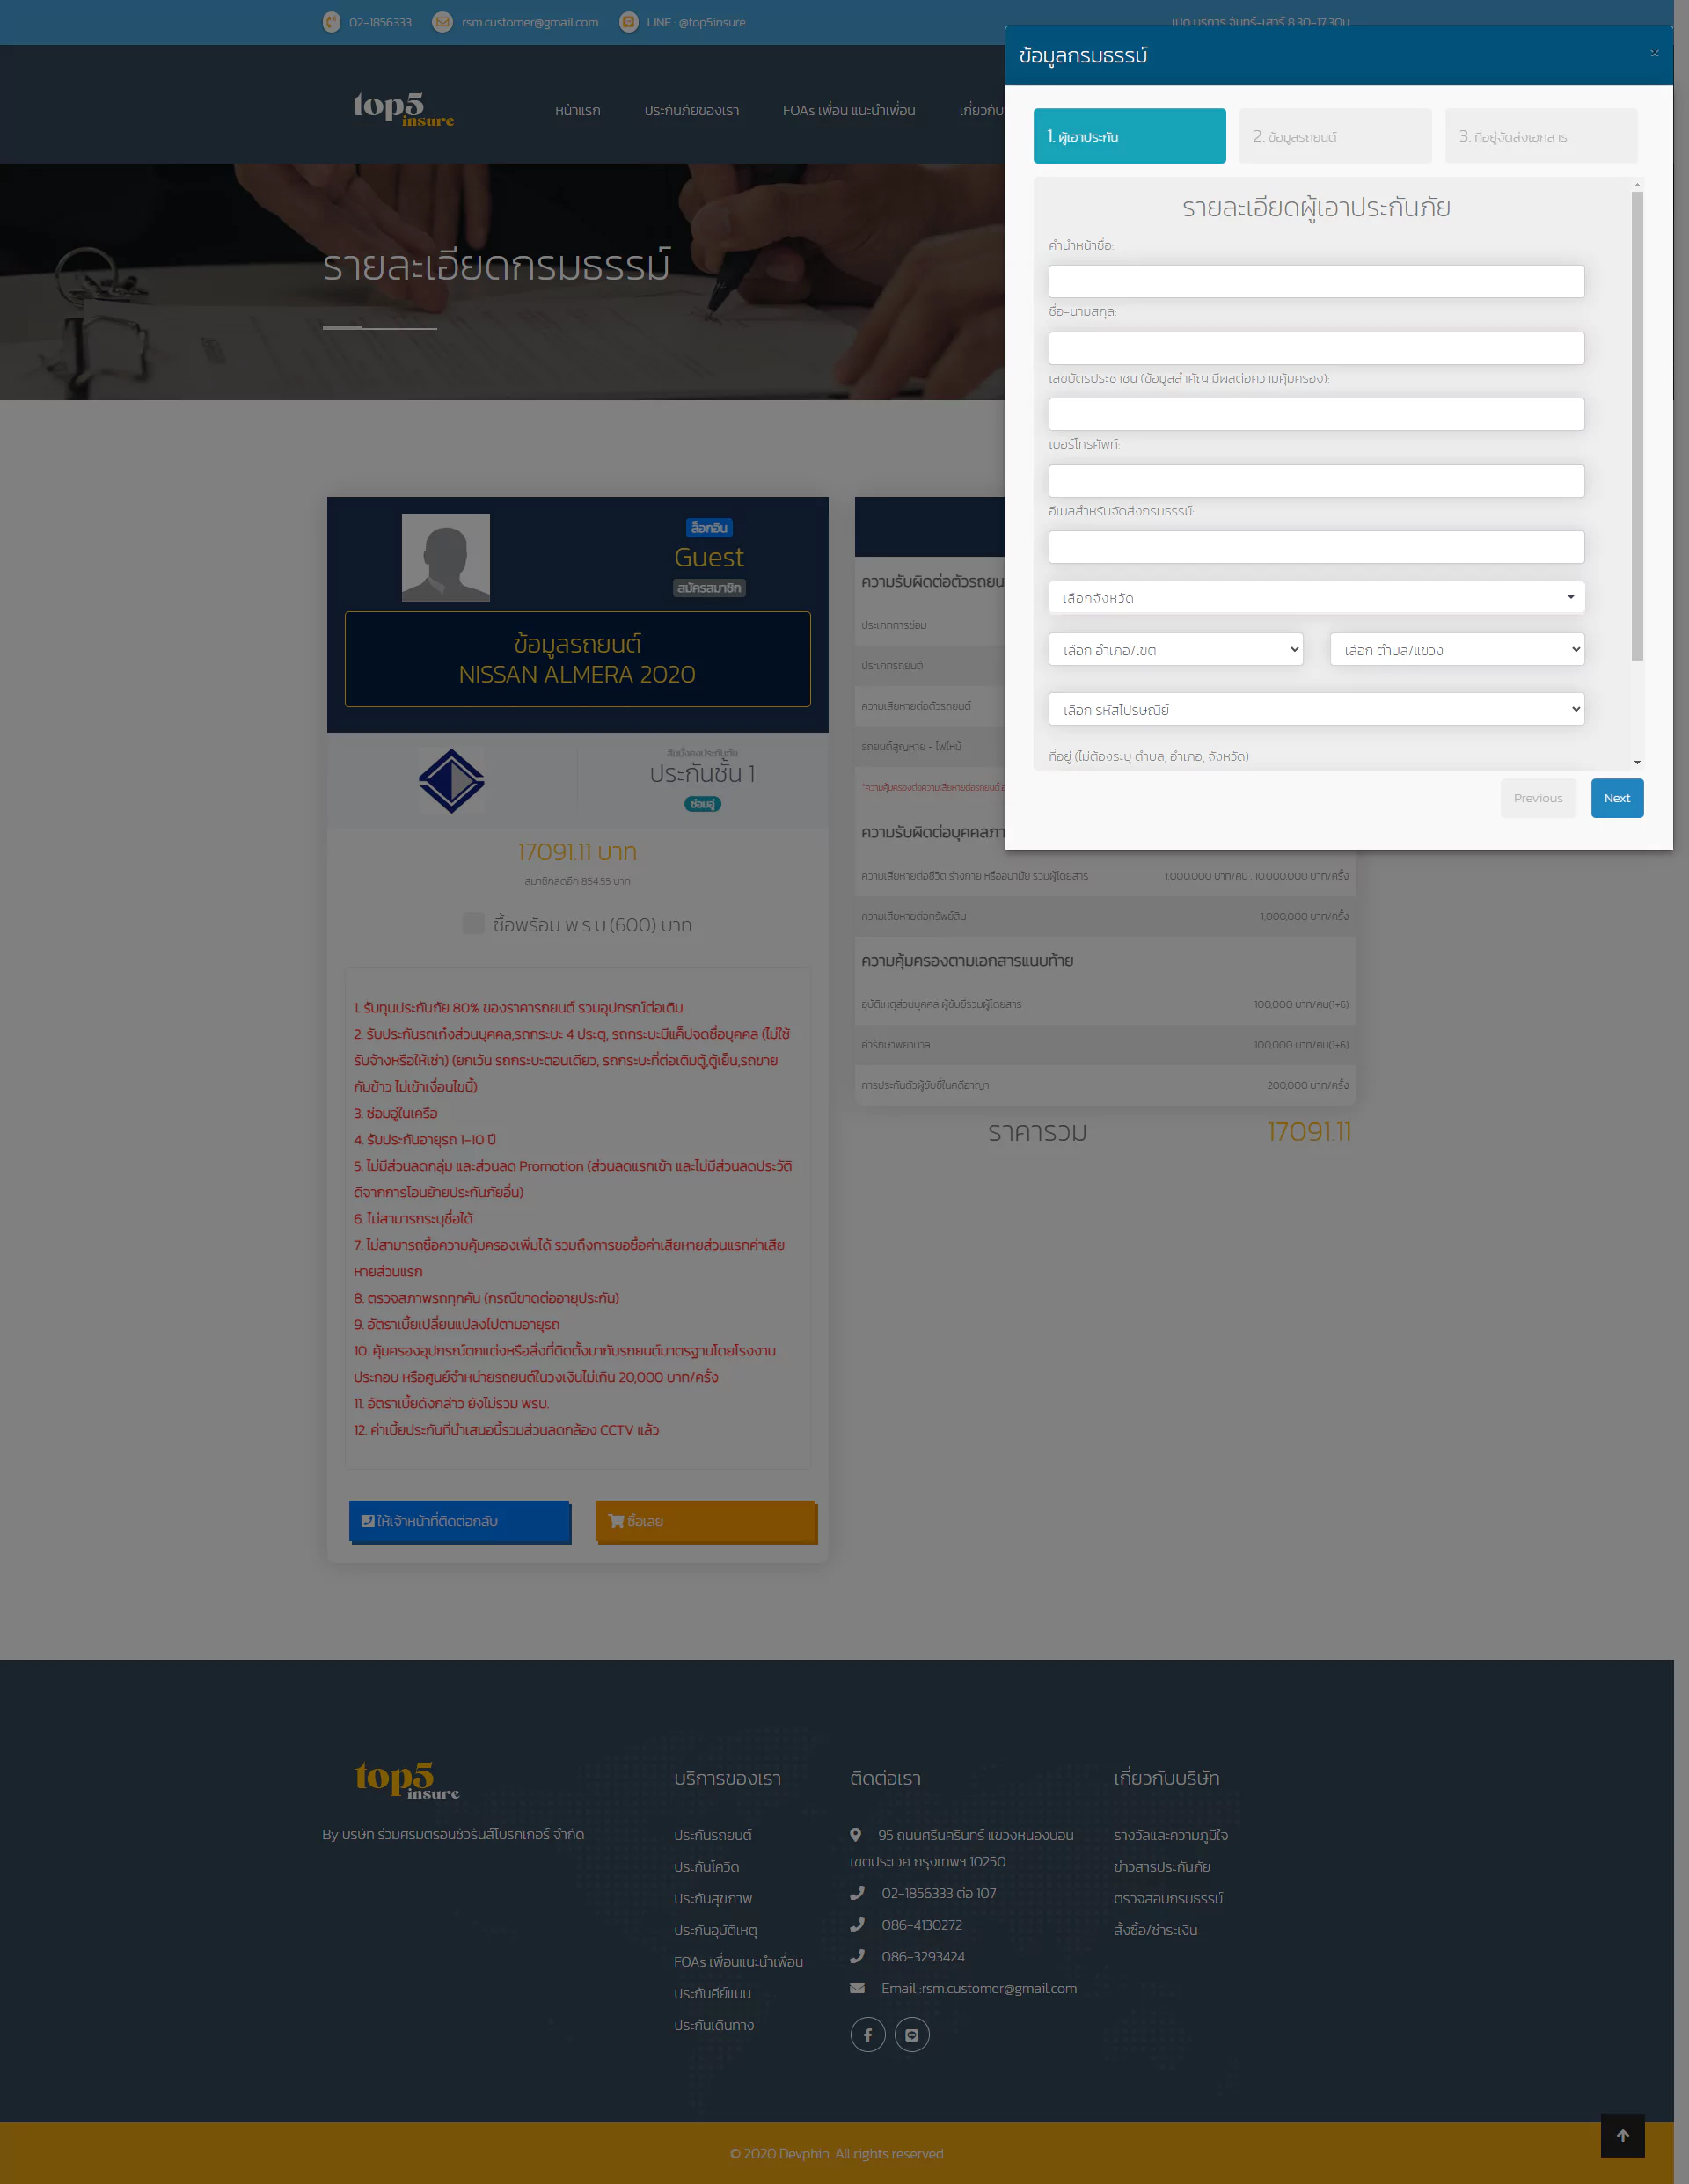 02-1856333
rsm.customer@gmail.com
LINE : @top5insure
เปิด บริการ จันทร์-เสาร์ 8.30-17.30น
top5
insure
หน้าแรก
ประกันภัยของเรา
FOAs เพื่อน แนะนำเพื่อน
รายละเอียดกรมธรรม์
ข้อมูลกรมธรรม์
×
1. ผู้เอาประกัน
2. ข้อมูลรถยนต์
3. ที่อยู่จัดส่งเอกสาร
รายละเอียดผู้เอาประกันภัย
คำนำหน้าชื่อ:
ชื่อ-นามสกุล:
เลขบัตรประชาชน (ข้อมูลสำคัญ มีผลต่อความคุ้มครอง):
เบอร์โทรศัพท์:
อีเมลสำหรับจัดส่งกรมธรรม์:
เลือกจังหวัด
เลือก อำเภอ/เขต
เลือก ตำบล/แขวง
เลือก รหัสไปรษณีย์
ที่อยู่ (ไม่ต้องระบุ ตำบล, อำเภอ, จังหวัด)
Previous
Next
ล็อกอิน
Guest
สมัครสมาชิก
ข้อมูลรถยนต์
NISSAN ALMERA 2020
สินมั่งคงประกันภัย
ประกันชั้น 1
ซ่อมอู่
17091.11 บาท
สมาชิกลดอีก 854.55 บาท
ซื้อพร้อม พ.ร.บ.(600) บาท
1. รับทุนประกันภัย 80% ของราคารถยนต์ รวมอุปกรณ์ต่อเติม
2. รับประกันรถเก๋งส่วนบุคคล,รถกระบะ 4 ประตู, รถกระบะมีแค็ปจดชื่อบุคคล (ไม่ใช้
รับจ้างหรือให้เช่า) (ยกเว้น รถกระบะตอนเดียว, รถกระบะที่ต่อเติมตู้,ตู้เย็น,รถขาย
กับข้าว ไม่เข้าเงื่อนไขนี้)
3. ซ่อมอู่ในเครือ
4. รับประกันอายุรถ 1-10 ปี
5. ไม่มีส่วนลดกลุ่ม และส่วนลด Promotion (ส่วนลดแรกเข้า และไม่มีส่วนลดประวัติ
ดีจากการโอนย้ายประกันภัยอื่น)
6. ไม่สามารถระบุชื่อได้
7. ไม่สามารถซื้อความคุ้มครองเพิ่มได้ รวมถึงการขอซื้อค่าเสียหายส่วนแรกค่าเสีย
หายส่วนแรก
8. ตรวจสภาพรถทุกคัน (กรณีขาดต่ออายุประกัน)
9. อัตราเบี้ยเปลี่ยนแปลงไปตามอายุรถ
10. คุ้มครองอุปกรณ์ตกแต่งหรือสิ่งที่ติดตั้งมากับรถยนต์มาตรฐานโดยโรงงาน
ประกอบ หรือศูนย์จำหน่ายรถยนต์ในวงเงินไม่เกิน 20,000 บาท/ครั้ง
11. อัตราเบี้ยดังกล่าว ยังไม่รวม พรบ.
12. ค่าเบี้ยประกันที่นำเสนอนี้รวมส่วนลดกล้อง CCTV แล้ว
ให้เจ้าหน้าที่ติดต่อกลับ
ซื้อเลย
ความรับผิดต่อตัวรถยน
ประเภทการซ่อม
ประเภทรถยนต์
ความเสียหายต่อตัวรถยนต์
รถยนต์สูญหาย - ไฟไหม้
*ความคุ้มครองต่อความเสียหายต่อรถยนต์
ความรับผิดต่อบุคคลภา
ความเสียหายต่อชีวิต ร่างกาย หรืออนามัย รวมผู้โดยสาร 1,000,000 บาท/คน , 10,000,000 บาท/ครั้ง
ความเสียหายต่อทรัพย์สิน 1,000,000 บาท/ครั้ง
ความคุ้มครองตามเอกสารแนบท้าย
อุบัติเหตุส่วนบุคคล ผู้ขับขี่รวมผู้โดยสาร 100,000 บาท/คน(1+6)
ค่ารักษาพยาบาล 100,000 บาท/คน(1+6)
การประกันตัวผู้ขับขี่ในคดีอาญา 200,000 บาท/ครั้ง
ราคารวม 17091.11
top5
insure
By บริษัท ร่วมศิริมิตรอินชัวรันส์โบรกเกอร์ จำกัด
บริการของเรา
ประกันรถยนต์
ประกันโควิด
ประกันสุขภาพ
ประกันอุบัติเหตุ
FOAs เพื่อนแนะนำเพื่อน
ประกันคีย์แมน
ประกันเดินทาง
ติดต่อเรา
95 ถนนศรีนครินทร์ แขวงหนองบอน
เขตประเวศ กรุงเทพฯ 10250
02-1856333 ต่อ 107
086-4130272
086-3293424
Email :rsm.customer@gmail.com
เกี่ยวกับบริษัท
รางวัลและความภูมีใจ
ข่าวสารประกันภัย
ตรวจสอบกรมธรรม์
สั้งซื้อ/ชำระเงิน
© 2020 Devphin. All rights reserved